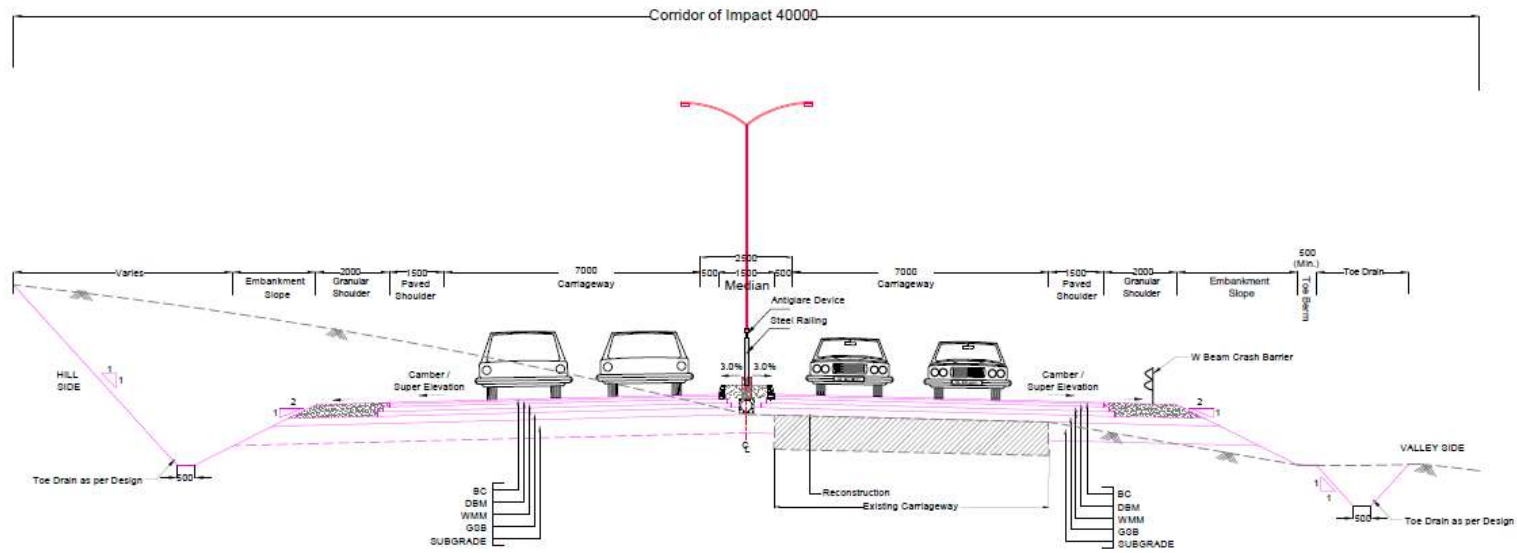 Corridor of Impact 40000
2500
500
(Min.)
Varies
Embankment
Slope
2000
Granular
Shoulder
1500
Paved
Shoulder
7000
Carriageway
500
1500
500
Median
7000
Carriageway
1500
Paved
Shoulder
2000
Granular
Shoulder
Embankment
Slope
Toe Berm
Toe Drain
Antiglare Device
Steel Railing
W Beam Crash Barrier
HILL
SIDE
1
1
Camber /
Super Elevation
3.0%
3.0%
Camber /
Super Elevation
2
1
2
1
VALLEY SIDE
500
Toe Drain as per Design
C
L
1
1
500
Toe Drain as per Design
BC
DBM
WMM
GSB
SUBGRADE
Reconstruction
Existing Carriageway
BC
DBM
WMM
GSB
SUBGRADE